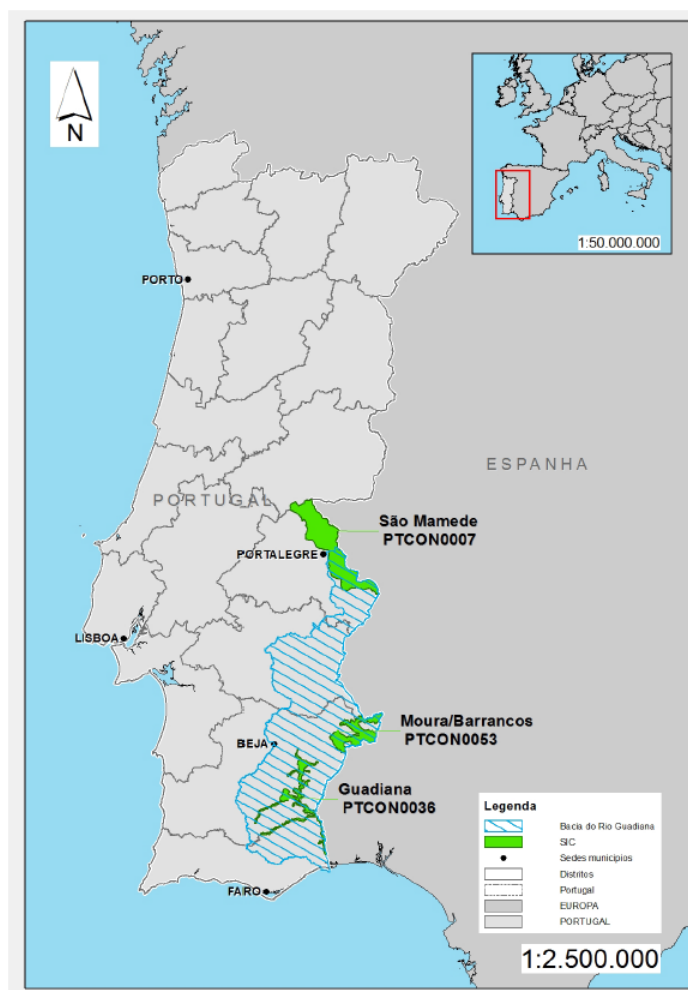 N
1:50.000.000
PORTO
ESPANHA
PORTUGAL
São Mamede
PTCON0007
PORTALEGRE
LISBOA
Moura/Barrancos
PTCON0053
BEJA
Guadiana
PTCON0036
FARO
Legenda
Bacia do Rio Guadiana
SIC
Sedes municípios
Distritos
Portugal
EUROPA
PORTUGAL
1:2.500.000